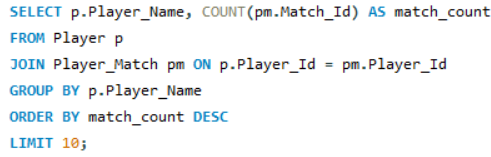 SELECT p.Player_Name, COUNT(pm.Match_Id) AS match_count
FROM Player p
JOIN Player_Match pm ON p.Player_Id = pm.Player_Id
GROUP BY p.Player_Name
ORDER BY match_count DESC
LIMIT 10;